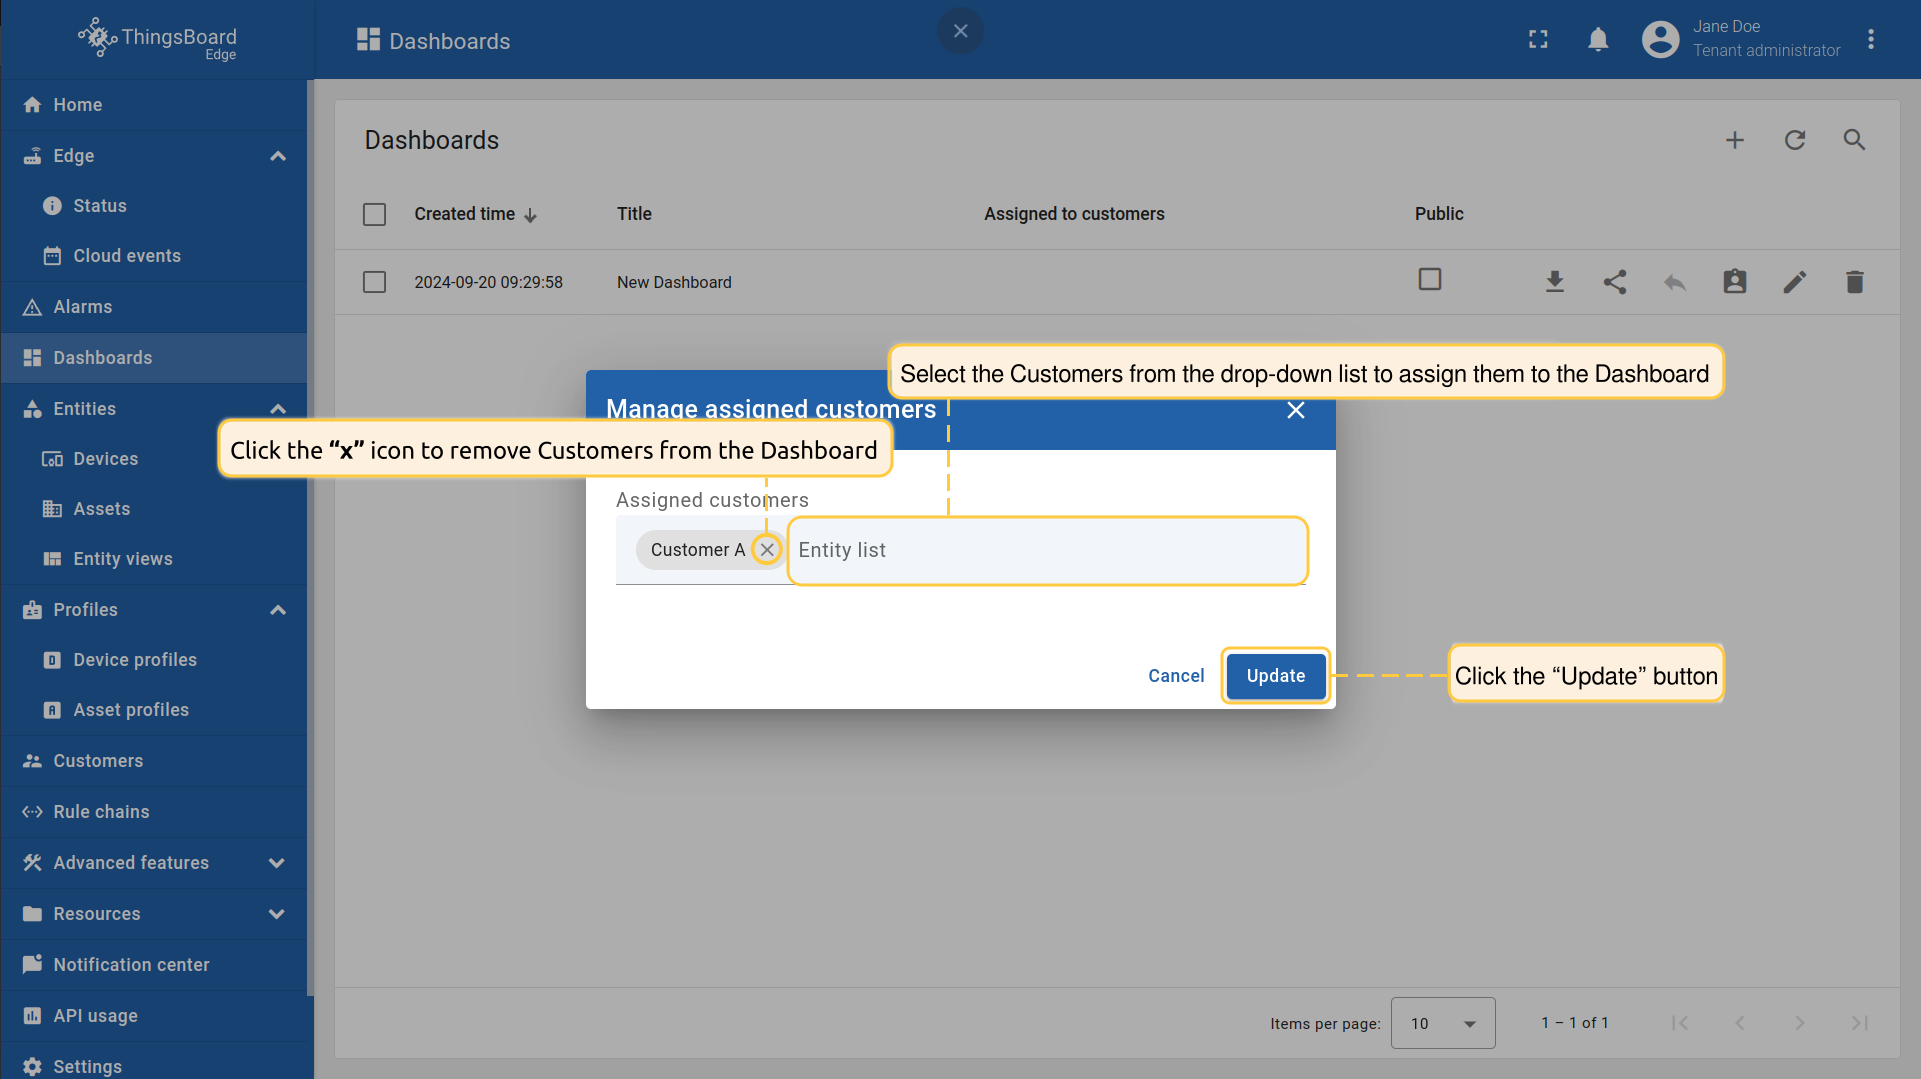 ThingsBoard
Edge
Dashboards
Jane Doe
Tenant administrator
Home
Edge
Status
Cloud events
Alarms
Dashboards
Entities
Devices
Assets
Entity views
Profiles
Device profiles
Asset profiles
Customers
Rule chains
Advanced features
Resources
Notification center
API usage
Settings
Dashboards
Created time
Title
Assigned to customers
Public
2024-09-20 09:29:58
New Dashboard
Select the Customers from the drop-down list to assign them to the Dashboard
Manage assigned customers
Click the “x” icon to remove Customers from the Dashboard
Assigned customers
Customer A
Entity list
Cancel
Update
Click the “Update” button
Items per page:
10
1 – 1 of 1